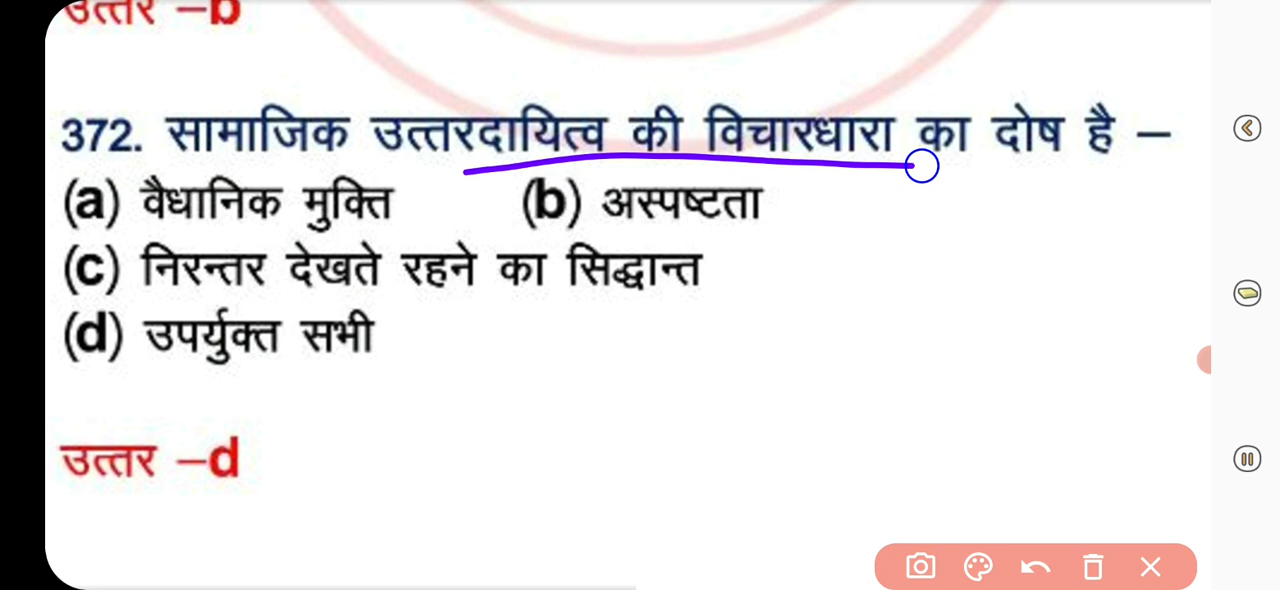 उत्तर –b
372. सामाजिक उत्तरदायित्व की विचारधारा का दोष है –
(a) वैधानिक मुक्ति (b) अस्पष्टता
(c) निरन्तर देखते रहने का सिद्धान्त
(d) उपर्युक्त सभी
उत्तर –d